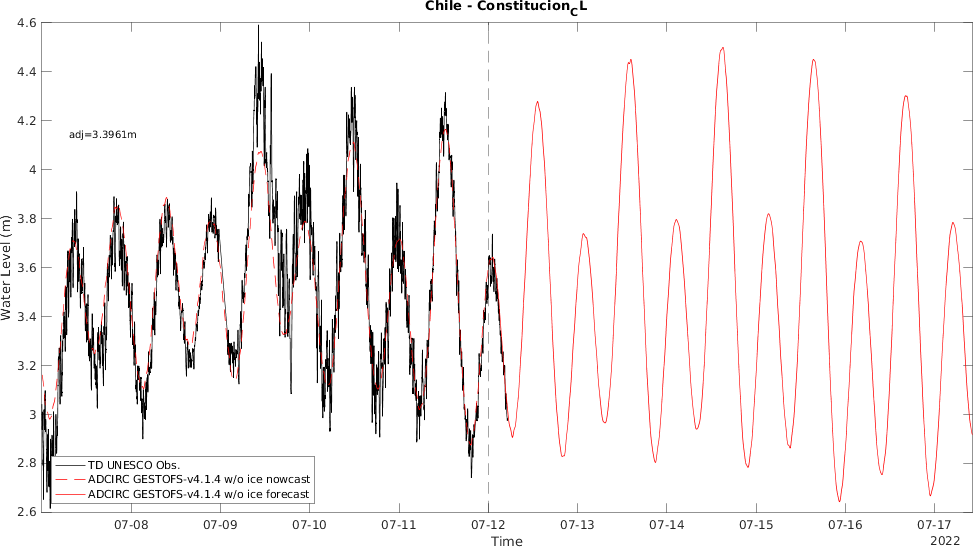 Chile - Constitucion_CL
4.6
4.4
4.2
4
3.8
3.6
3.4
3.2
3
2.8
2.6
Water Level (m)
adj=3.3961m
TD UNESCO Obs.
ADCIRC GESTOFS-v4.1.4 w/o ice nowcast
ADCIRC GESTOFS-v4.1.4 w/o ice forecast
07-08 07-09 07-10 07-11 07-12 07-13 07-14 07-15 07-16 07-17
Time
2022